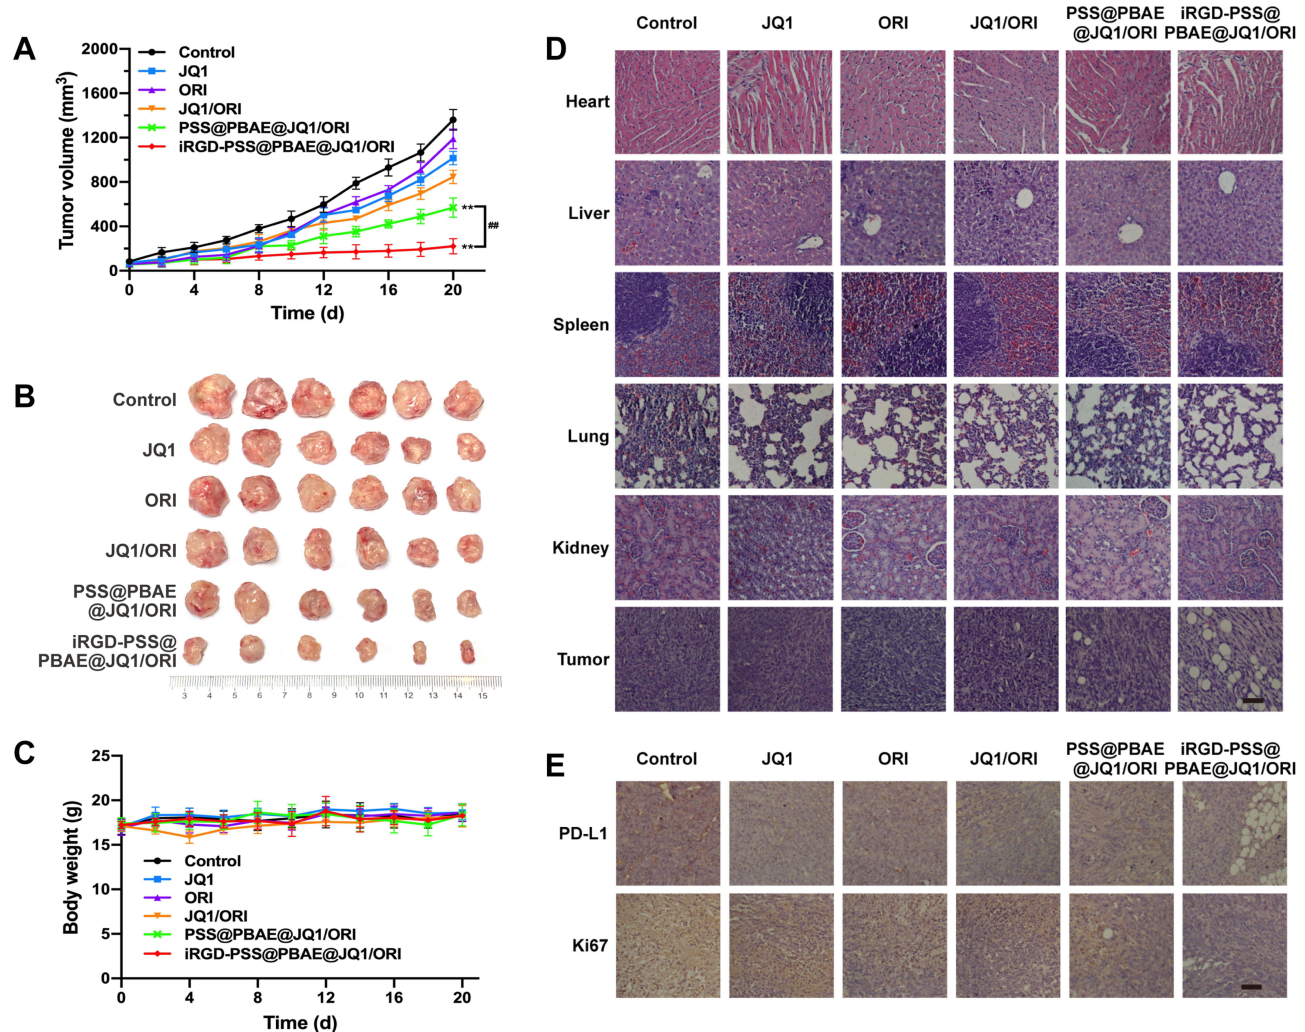 A
2000
1600
1200
800
400
0
Tumor volume (mm³)
0 4 8 12 16 20
Time (d)
Control
JQ1
ORI
JQ1/ORI
PSS@PBAE@JQ1/ORI
iRGD-PSS@PBAE@JQ1/ORI
**
**
##
B
Control
JQ1
ORI
JQ1/ORI
PSS@PBAE
@JQ1/ORI
iRGD-PSS@
PBAE@JQ1/ORI
3 4 5 6 7 8 9 10 11 12 13 14 15
C
25
20
15
10
5
0
Body weight (g)
Control
JQ1
ORI
JQ1/ORI
PSS@PBAE@JQ1/ORI
iRGD-PSS@PBAE@JQ1/ORI
0 4 8 12 16 20
Time (d)
D
Control JQ1 ORI JQ1/ORI
PSS@PBAE
@JQ1/ORI
iRGD-PSS@
PBAE@JQ1/ORI
Heart
Liver
Spleen
Lung
Kidney
Tumor
E
Control JQ1 ORI JQ1/ORI
PSS@PBAE
@JQ1/ORI
iRGD-PSS@
PBAE@JQ1/ORI
PD-L1
Ki67